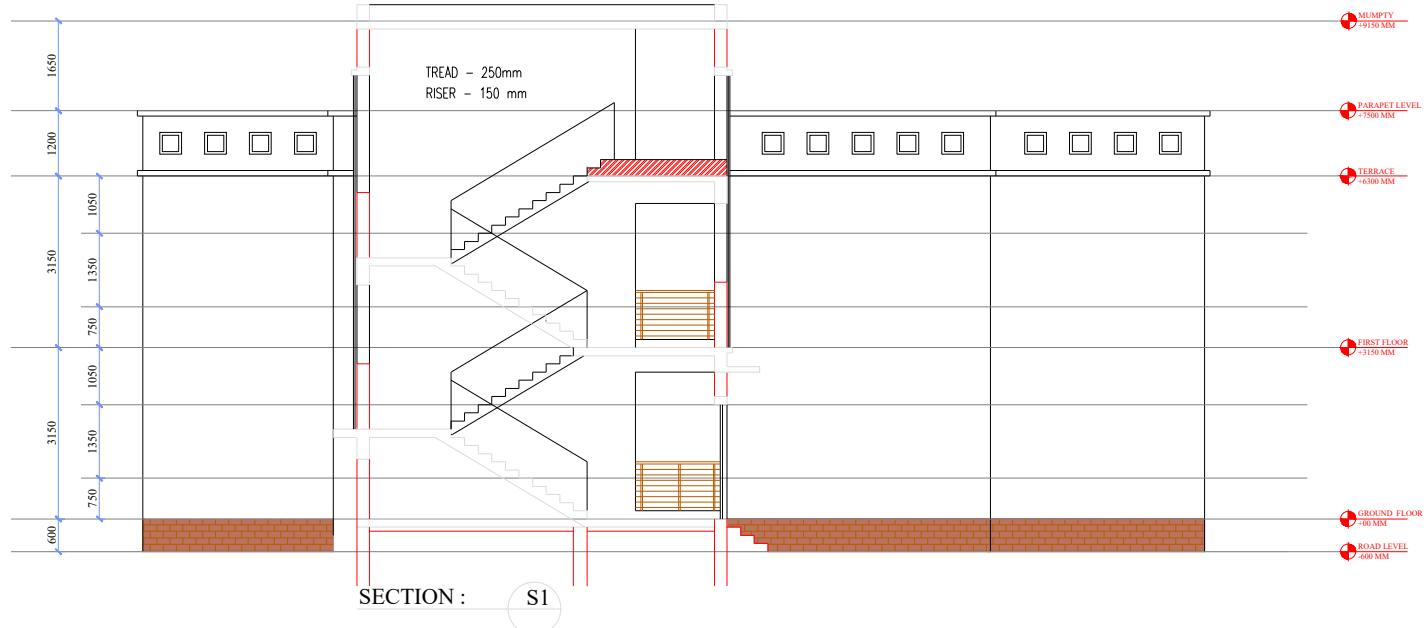 MUMPTY
+9150 MM
1650
TREAD - 250mm
RISER - 150 mm
PARAPET LEVEL
+7500 MM
1200
TERRACE
+6300 MM
1050
3150
1350
750
FIRST FLOOR
+3150 MM
1050
3150
1350
750
GROUND FLOOR
+00 MM
600
ROAD LEVEL
-600 MM
SECTION : S1